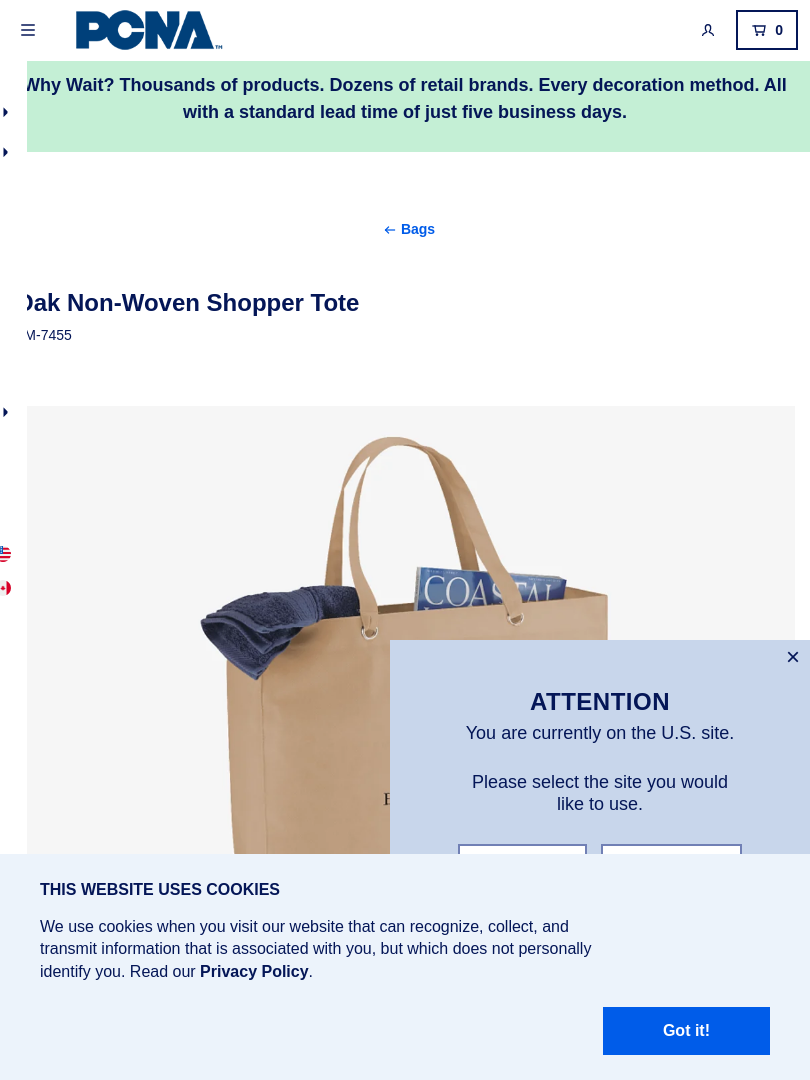 PCNA™
0
Why Wait? Thousands of products. Dozens of retail brands. Every decoration method. All
with a standard lead time of just five business days.
← Bags
Oak Non-Woven Shopper Tote
M-7455
COASTAL
ATTENTION
You are currently on the U.S. site.
Please select the site you would
like to use.
THIS WEBSITE USES COOKIES
We use cookies when you visit our website that can recognize, collect, and
transmit information that is associated with you, but which does not personally
identify you. Read our Privacy Policy.
Got it!